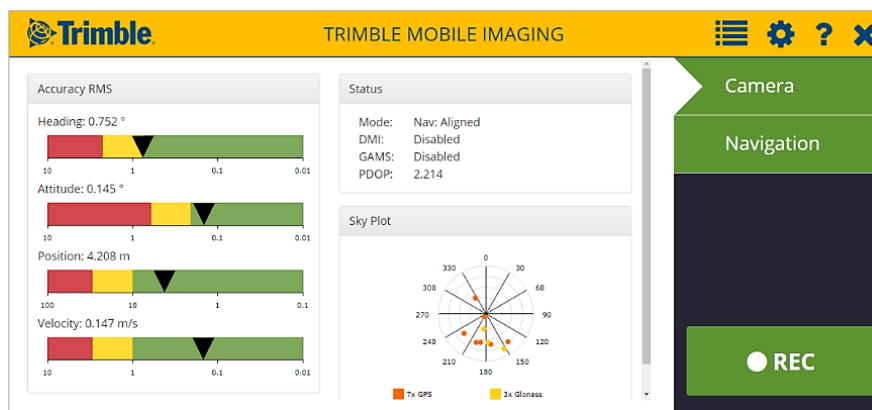 Trimble.
TRIMBLE MOBILE IMAGING
?
Accuracy RMS
Heading: 0.752 °
10 1 0.1 0.01
Attitude: 0.145 °
10 1 0.1 0.01
Position: 4.208 m
100 10 1 0.1
Velocity: 0.147 m/s
10 1 0.1 0.01
Status
Mode: Nav: Aligned
DMI: Disabled
GAMS: Disabled
PDOP: 2.214
Sky Plot
0
330 30
300 60
270 90
240 120
210 150
180
7x GPS 3x Glonass
Camera
Navigation
REC